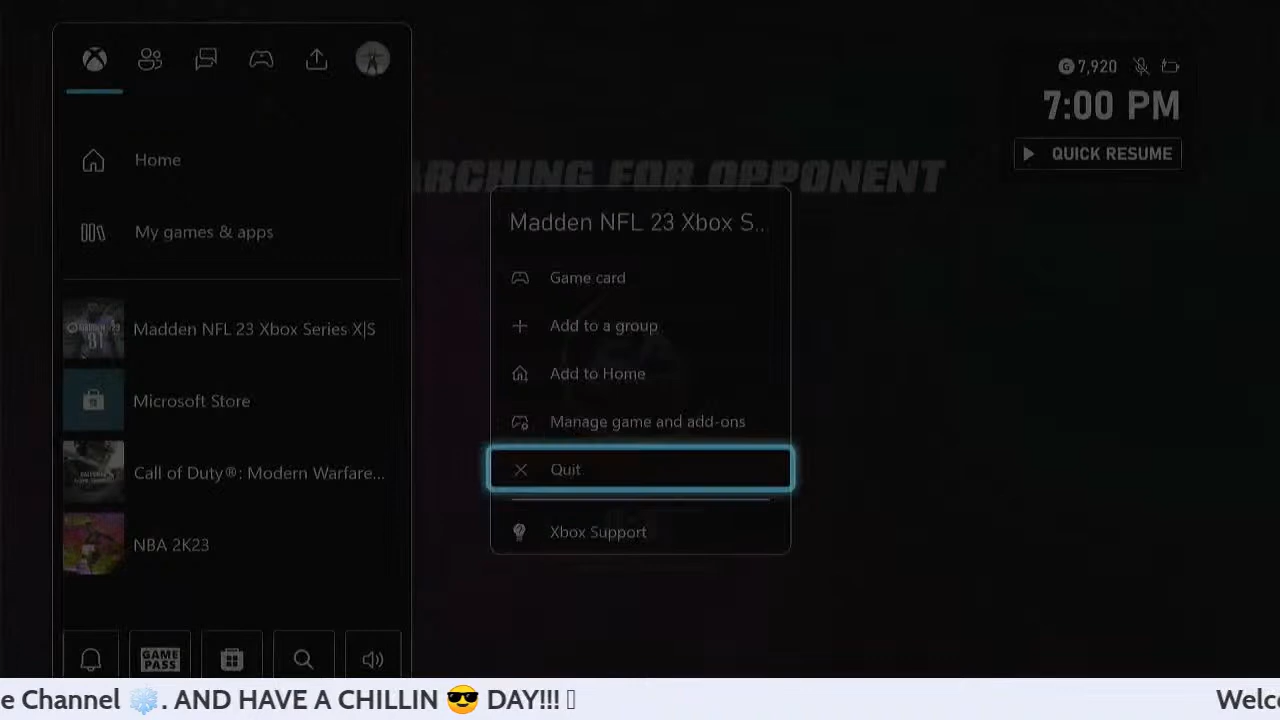 G 7,920
7:00 PM
QUICK RESUME
Home
My games & apps
Madden NFL 23 Xbox Series X|S
Microsoft Store
Call of Duty®: Modern Warfare...
NBA 2K23
GAME
PASS
ARCHING FOR OPPONENT
Madden NFL 23 Xbox S...
Game card
Add to a group
Add to Home
Manage game and add-ons
Quit
Xbox Support
e Channel ❄️. AND HAVE A CHILLIN 😎 DAY!!! Welco